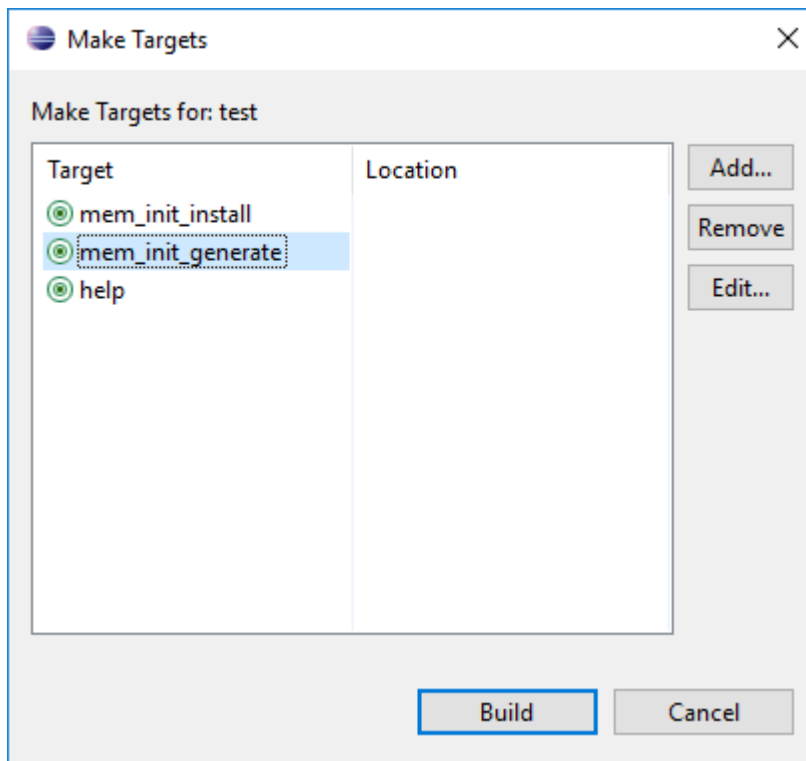 Make Targets
Make Targets for: test
Target Location
mem_init_install
mem_init_generate
help
Add...
Remove
Edit...
Build Cancel